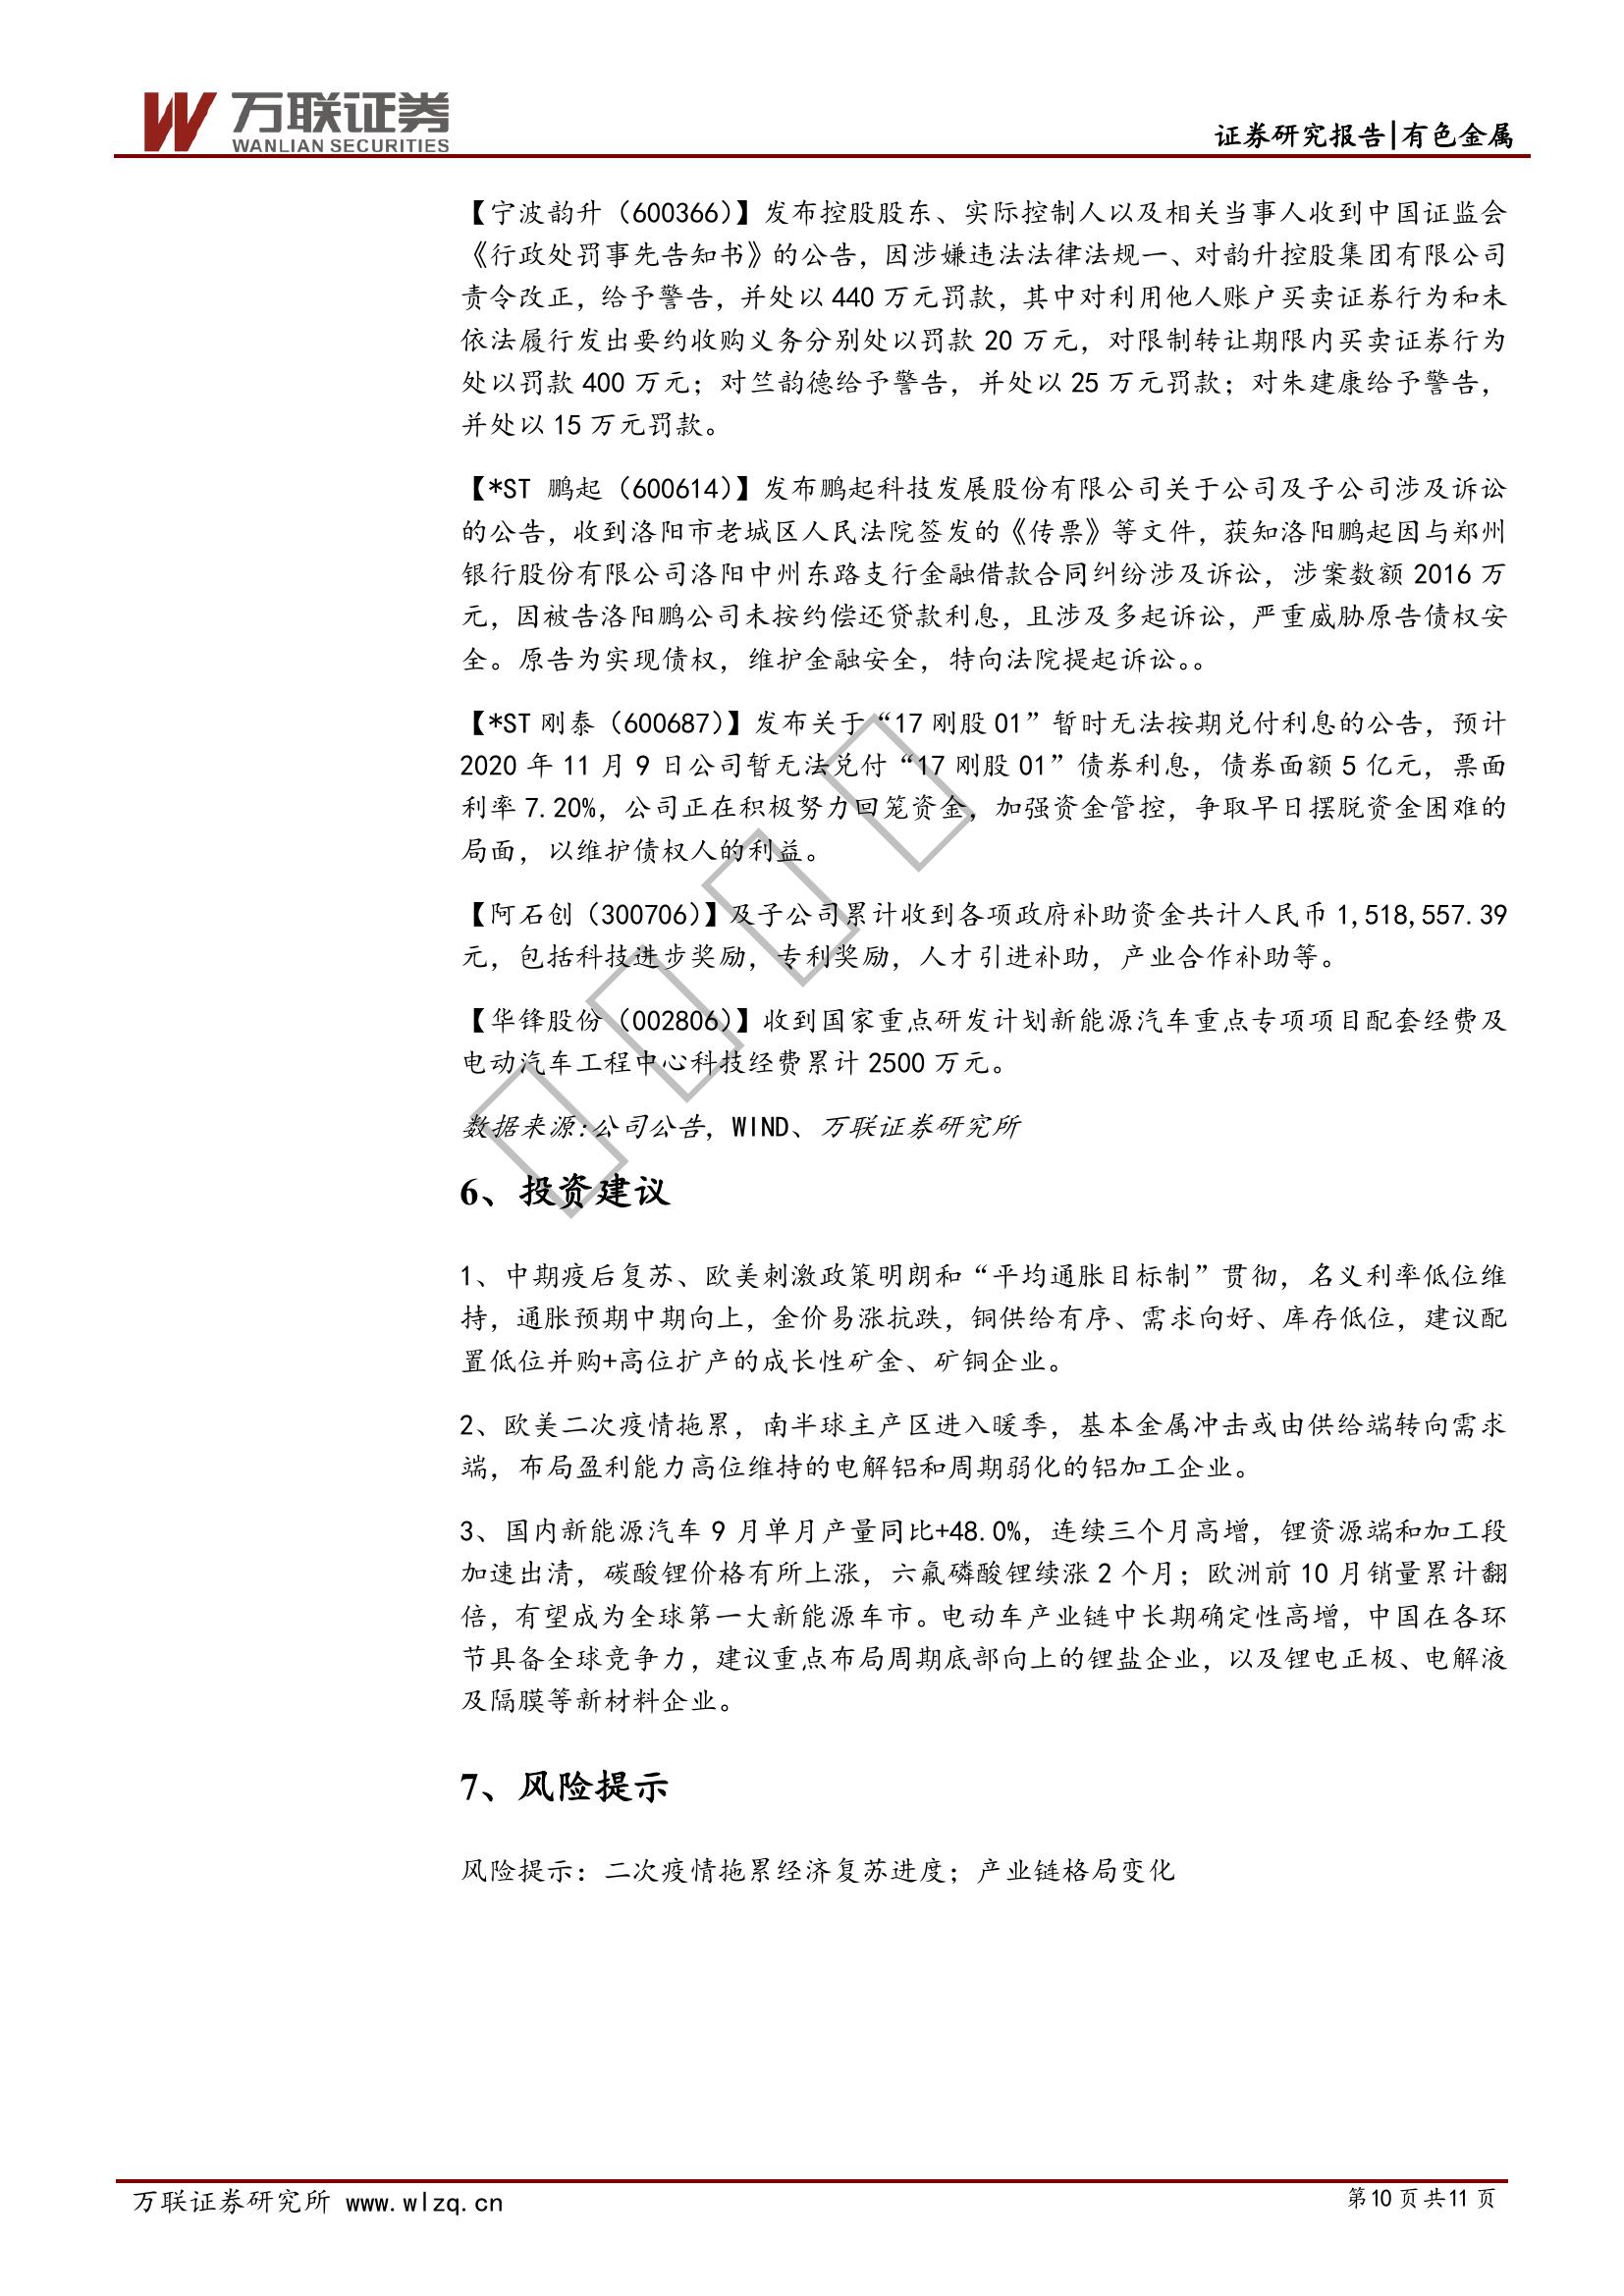 万联证券
WANLIAN SECURITIES
证券研究报告|有色金属
【宁波韵升（600366）】发布控股股东、实际控制人以及相关当事人收到中国证监会
《行政处罚事先告知书》的公告，因涉嫌违法法律法规一、对韵升控股集团有限公司
责令改正，给予警告，并处以 440 万元罚款，其中对利用他人账户买卖证券行为和未
依法履行发出要约收购义务分别处以罚款 20 万元，对限制转让期限内买卖证券行为
处以罚款 400 万元；对竺韵德给予警告，并处以 25 万元罚款；对朱建康给予警告，
并处以 15 万元罚款。
【*ST 鹏起（600614）】发布鹏起科技发展股份有限公司关于公司及子公司涉及诉讼
的公告，收到洛阳市老城区人民法院签发的《传票》等文件，获知洛阳鹏起因与郑州
银行股份有限公司洛阳中州东路支行金融借款合同纠纷涉及诉讼，涉案数额 2016 万
元，因被告洛阳鹏公司未按约偿还贷款利息，且涉及多起诉讼，严重威胁原告债权安
全。原告为实现债权，维护金融安全，特向法院提起诉讼。。
【*ST 刚泰（600687）】发布关于“17 刚股 01”暂时无法按期兑付利息的公告，预计
2020 年 11 月 9 日公司暂无法兑付“17 刚股 01”债券利息，债券面额 5 亿元，票面
利率 7.20%，公司正在积极努力回笼资金，加强资金管控，争取早日摆脱资金困难的
局面，以维护债权人的利益。
【阿石创（300706）】及子公司累计收到各项政府补助资金共计人民币 1,518,557.39
元，包括科技进步奖励，专利奖励，人才引进补助，产业合作补助等。
【华锋股份（002806）】收到国家重点研发计划新能源汽车重点专项项目配套经费及
电动汽车工程中心科技经费累计 2500 万元。
数据来源:公司公告，WIND、万联证券研究所
6、投资建议
1、中期疫后复苏、欧美刺激政策明朗和“平均通胀目标制”贯彻，名义利率低位维
持，通胀预期中期向上，金价易涨抗跌，铜供给有序、需求向好、库存低位，建议配
置低位并购+高位扩产的成长性矿金、矿铜企业。
2、欧美二次疫情拖累，南半球主产区进入暖季，基本金属冲击或由供给端转向需求
端，布局盈利能力高位维持的电解铝和周期弱化的铝加工企业。
3、国内新能源汽车 9 月单月产量同比+48.0%，连续三个月高增，锂资源端和加工段
加速出清，碳酸锂价格有所上涨，六氟磷酸锂续涨 2 个月；欧洲前 10 月销量累计翻
倍，有望成为全球第一大新能源车市。电动车产业链中长期确定性高增，中国在各环
节具备全球竞争力，建议重点布局周期底部向上的锂盐企业，以及锂电正极、电解液
及隔膜等新材料企业。
7、风险提示
风险提示：二次疫情拖累经济复苏进度；产业链格局变化
万联证券研究所 www.wlzq.cn
第10 页 共11 页